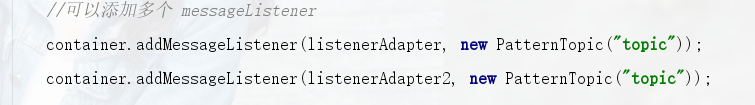 //可以添加多个 messageListener
container.addMessageListener(listenerAdapter, new PatternTopic("topic"));
container.addMessageListener(listenerAdapter2, new PatternTopic("topic"));